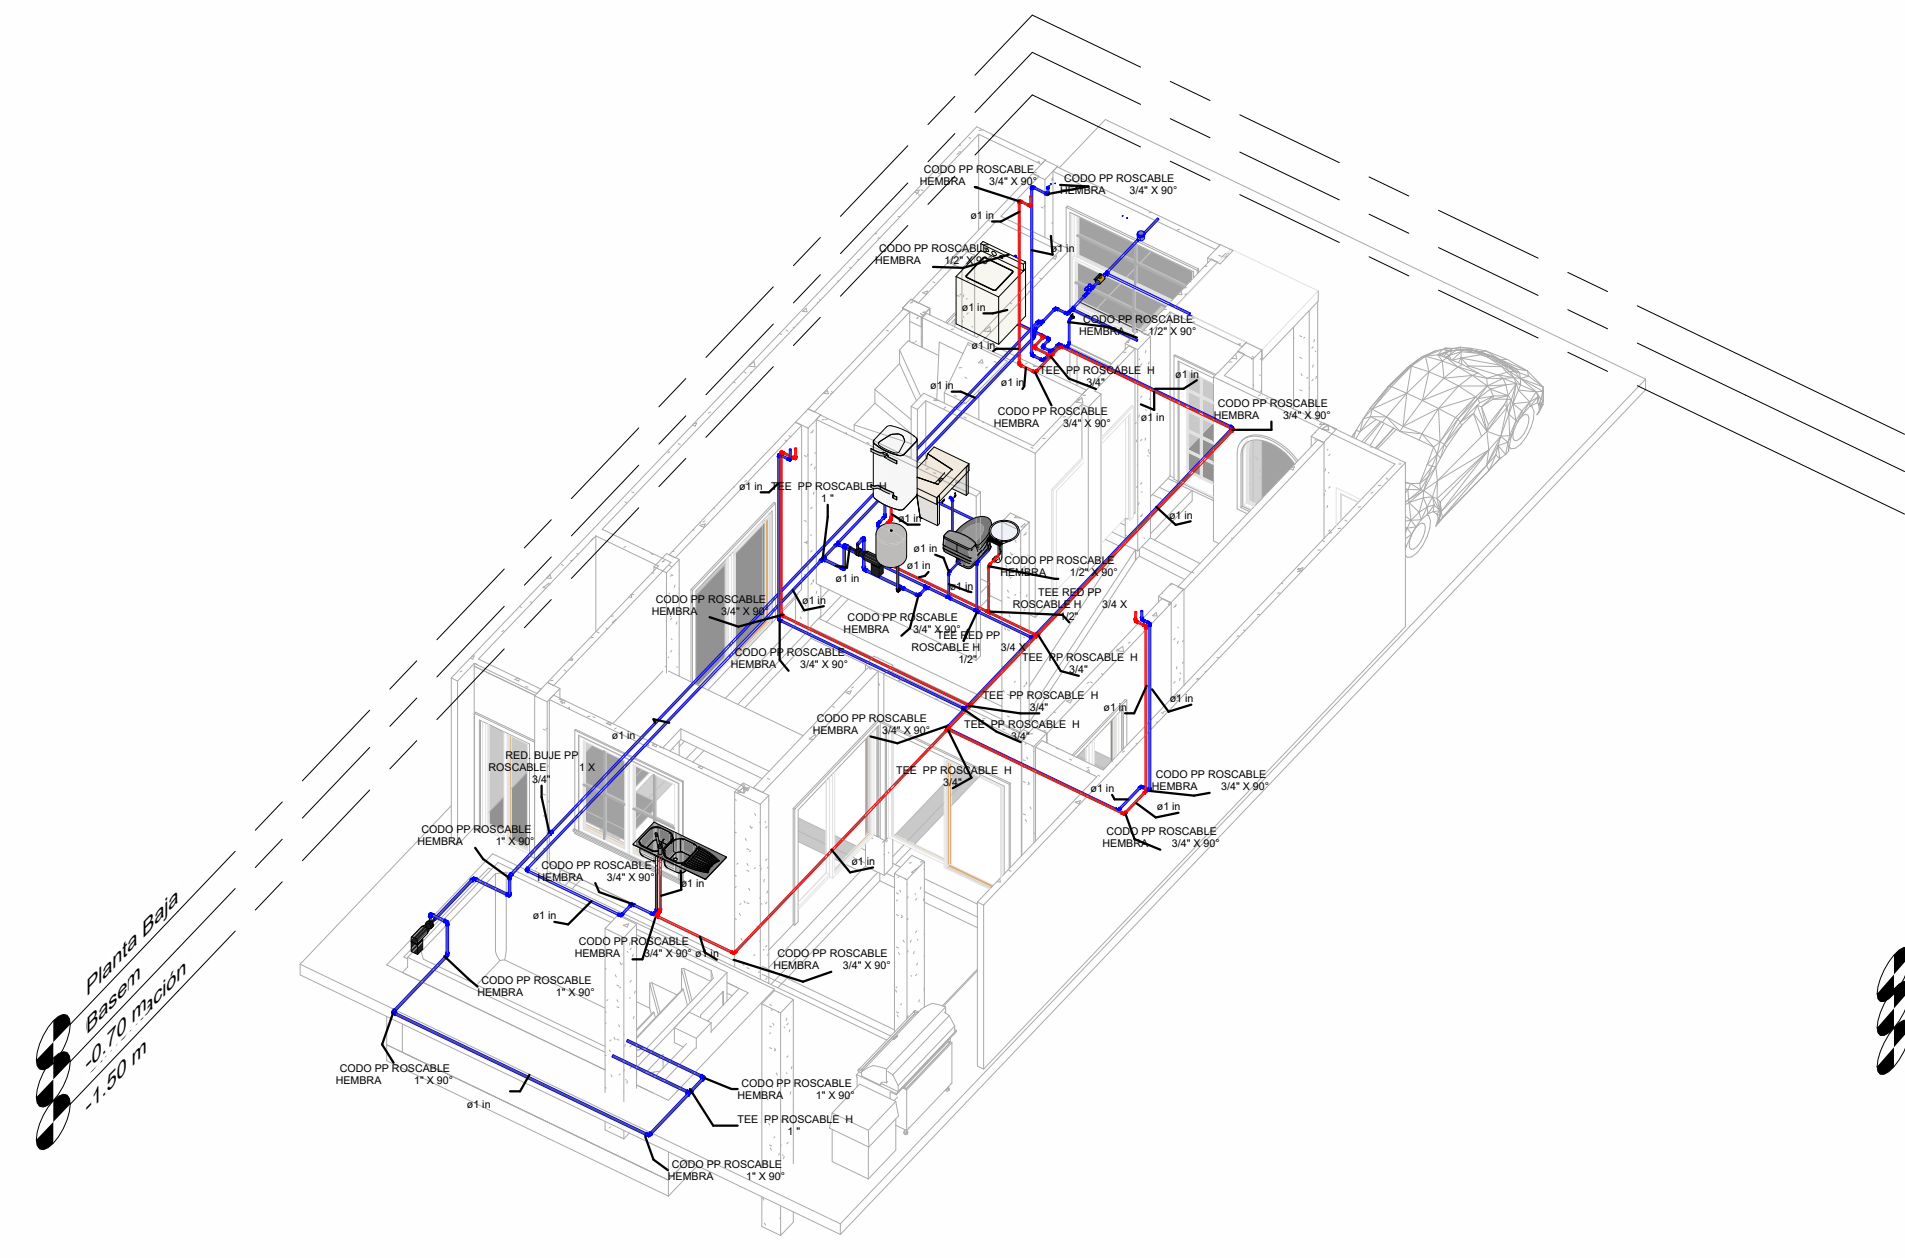 CODO PP ROSCABLE
HEMBRA 3/4" X 90°
CODO PP ROSCABLE
HEMBRA 3/4" X 90°
ø1 in
ø1 in
CODO PP ROSCABLE
HEMBRA 1/2" X 90°
ø1 in
CODO PP ROSCABLE
HEMBRA 1/2" X 90°
ø1 in
TEE PP ROSCABLE H
3/4"
ø1 in
ø1 in
ø1 in
CODO PP ROSCABLE
HEMBRA 3/4" X 90°
ø1 in
CODO PP ROSCABLE
HEMBRA 3/4" X 90°
ø1 in
TEE PP ROSCABLE H
1 "
ø1 in
ø1 in
ø1 in
ø1 in
ø1 in
ø1 in
CODO PP ROSCABLE
HEMBRA 1/2" X 90°
TEE RED PP
ROSCABLE H 3/4 X
1/2"
CODO PP ROSCABLE
HEMBRA 3/4" X 90°
ø1 in
CODO PP ROSCABLE
HEMBRA 3/4" X 90°
TEE RED PP
ROSCABLE H 3/4 X
1/2"
CODO PP ROSCABLE
HEMBRA 3/4" X 90°
TEE PP ROSCABLE H
3/4"
TEE PP ROSCABLE H
3/4"
ø1 in
ø1 in
CODO PP ROSCABLE
HEMBRA 3/4" X 90°
TEE PP ROSCABLE H
3/4"
ø1 in
RED. BUJE PP
ROSCABLE 1 X
3/4"
TEE PP ROSCABLE H
3/4"
CODO PP ROSCABLE
HEMBRA 3/4" X 90°
ø1 in
ø1 in
CODO PP ROSCABLE
HEMBRA 1" X 90°
CODO PP ROSCABLE
HEMBRA 3/4" X 90°
CODO PP ROSCABLE
HEMBRA 3/4" X 90°
ø1 in
ø1 in
ø1 in
CODO PP ROSCABLE
HEMBRA 3/4" X 90°
ø1 in
CODO PP ROSCABLE
HEMBRA 3/4" X 90°
CODO PP ROSCABLE
HEMBRA 1" X 90°
Planta Baja
-0.70 m
-1.50 m
CODO PP ROSCABLE
HEMBRA 1" X 90°
ø1 in
CODO PP ROSCABLE
HEMBRA 1" X 90°
TEE PP ROSCABLE H
1 "
CODO PP ROSCABLE
HEMBRA 1" X 90°